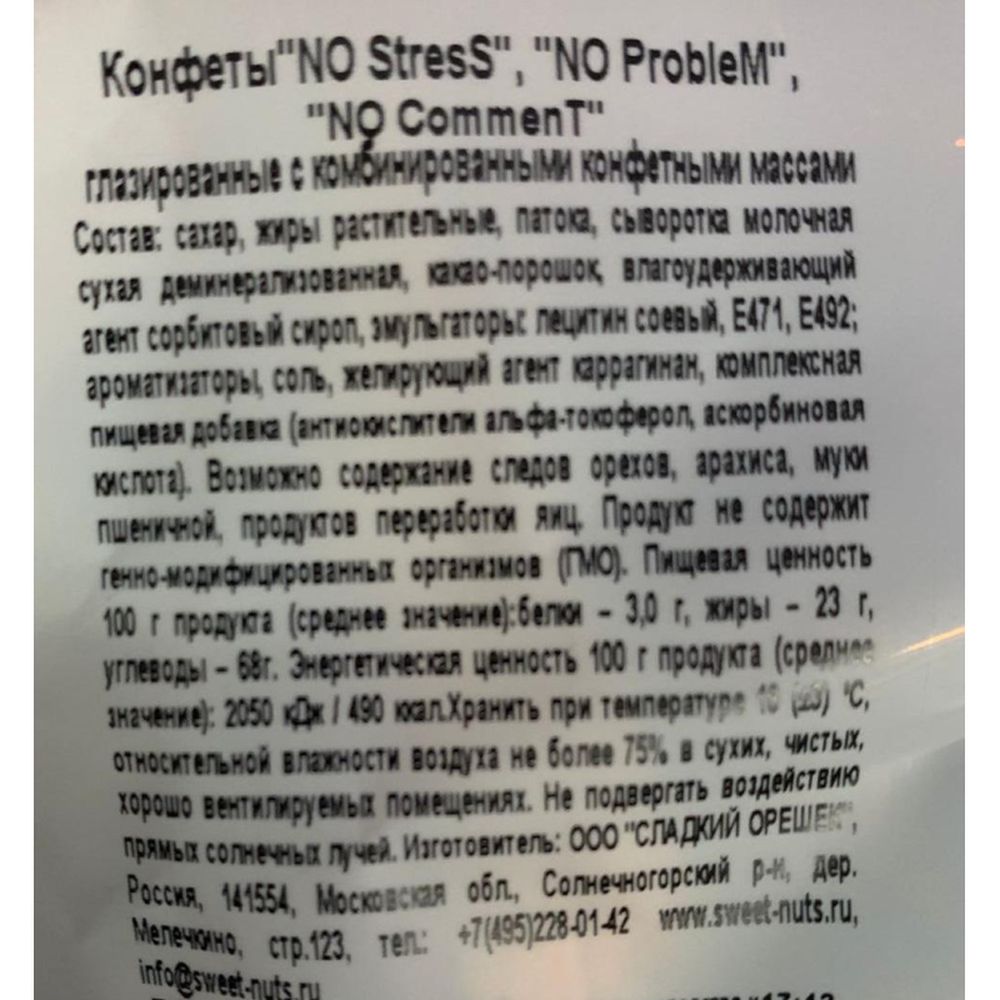 Конфеты"NO StresS", "NO ProbleM",
"NO CommenT"
глазированные с комбинированными конфетными массами
Состав: сахар, жиры растительные, патока, сыворотка молочная
сухая деминерализованная, какао-порошок, влагоудерживающий
агент сорбитовый сироп, эмульгаторы: лецитин соевый, Е471, Е492;
ароматизаторы, соль, желирующий агент каррагинан, комплексная
пищевая добавка (антиокислители альфа-токоферол, аскорбиновая
кислота). Возможно содержание следов орехов, арахиса, муки
пшеничной, продуктов переработки яиц. Продукт не содержит
генно-модифицированных организмов (ГМО). Пищевая ценность
100 г продукта (среднее значение):белки – 3,0 г, жиры – 23 г,
углеводы – 68г. Энергетическая ценность 100 г продукта (среднее
значение): 2050 кДж / 490 ккал.Хранить при температуре °С,
относительной влажности воздуха не более 75% в сухих, чистых,
хорошо вентилируемых помещениях. Не подвергать воздействию
прямых солнечных лучей. Изготовитель: ООО "СЛАДКИЙ ОРЕШЕК",
Россия, 141554, Московская обл., Солнечногорский р-н, дер.
Мелечкино, стр.123, тел.: +7(495)228-01-42 www.sweet-nuts.ru,
info@sweet-nuts.ru